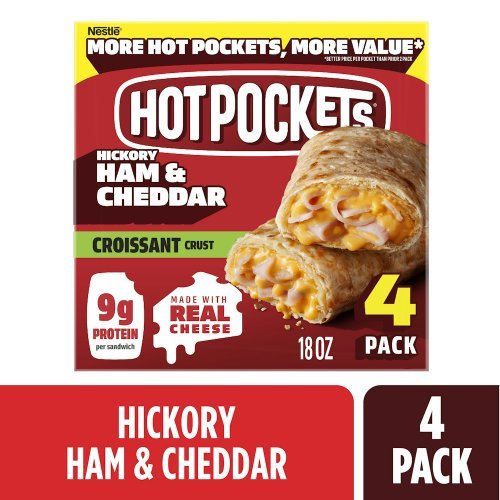 Nestlé
MORE HOT POCKETS, MORE VALUE*
*BETTER PRICE PER POCKET THAN PRIOR 2 PACK
HOT POCKETS®
HICKORY
HAM &
CHEDDAR
CROISSANT CRUST
9g
PROTEIN
per sandwich
MADE WITH
REAL
CHEESE
4
PACK
18 OZ
HICKORY
HAM & CHEDDAR
4
PACK